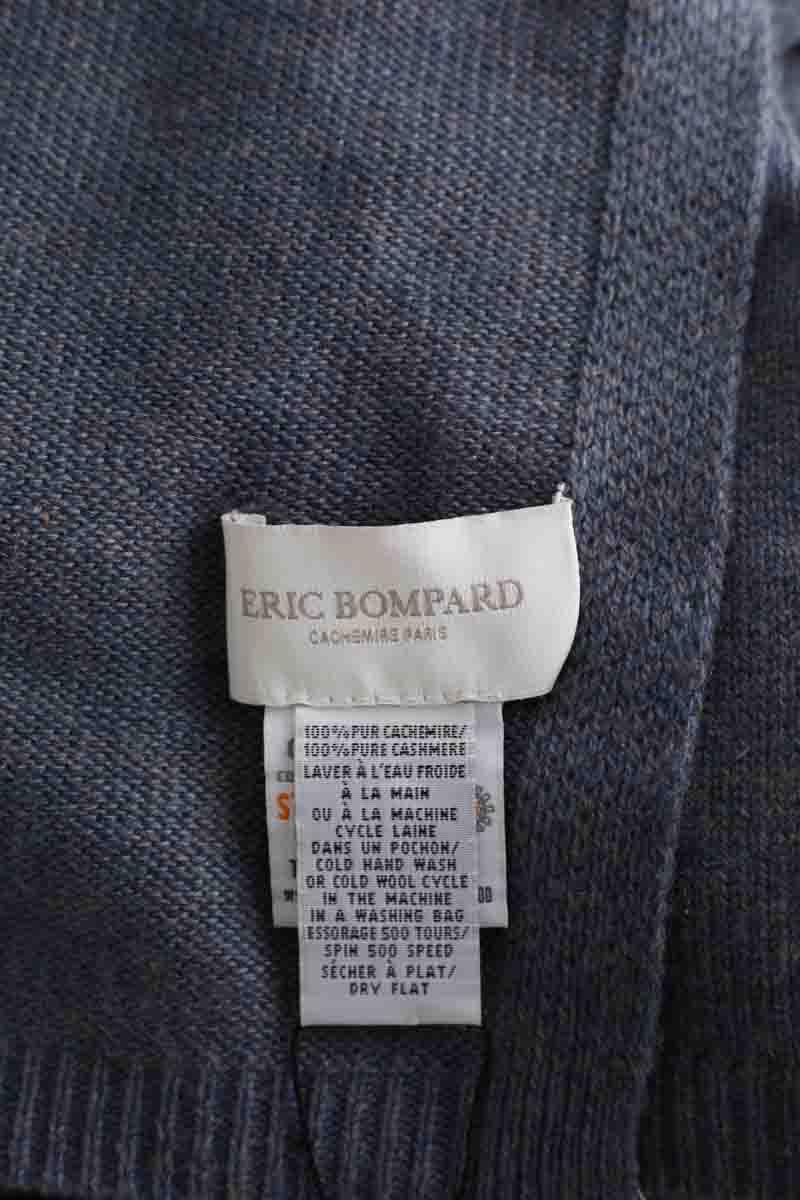 ERIC BOMPARD
CACHEMIRE PARIS
100% PUR CACHEMIRE/
100% PURE CASHMERE
LAVER À L'EAU FROIDE
À LA MAIN
OU À LA MACHINE
CYCLE LAINE
DANS UN POCHON/
COLD HAND WASH
OR COLD WOOL CYCLE
IN THE MACHINE
IN A WASHING BAG
ESSORAGE 500 TOURS/
SPIN 500 SPEED
SÉCHER À PLAT/
DRY FLAT